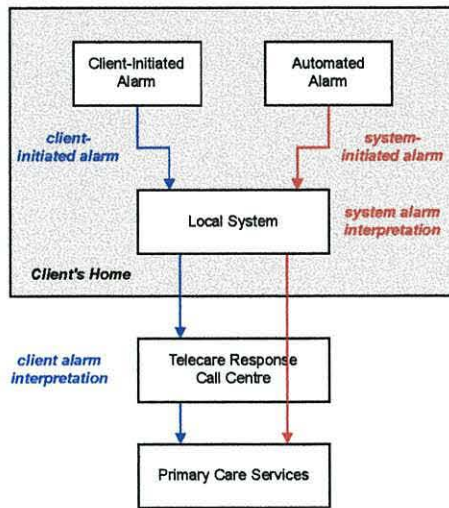 Client-Initiated
Alarm
Automated
Alarm
client-
initiated alarm
system-
initiated alarm
Local System
system alarm
interpretation
Client's Home
client alarm
interpretation
Telecare Response
Call Centre
Primary Care Services